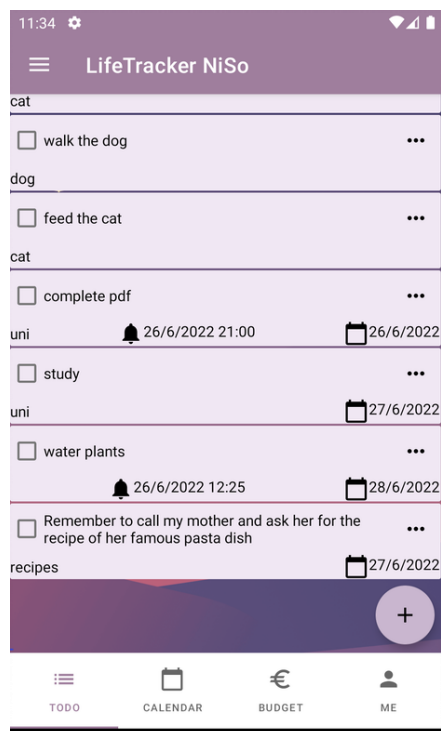 11:34
LifeTracker NiSo
cat
walk the dog
dog
feed the cat
cat
complete pdf
uni 26/6/2022 21:00 26/6/2022
study
uni 27/6/2022
water plants
26/6/2022 12:25 28/6/2022
Remember to call my mother and ask her for the
recipe of her famous pasta dish
recipes 27/6/2022
+
TODO CALENDAR BUDGET ME